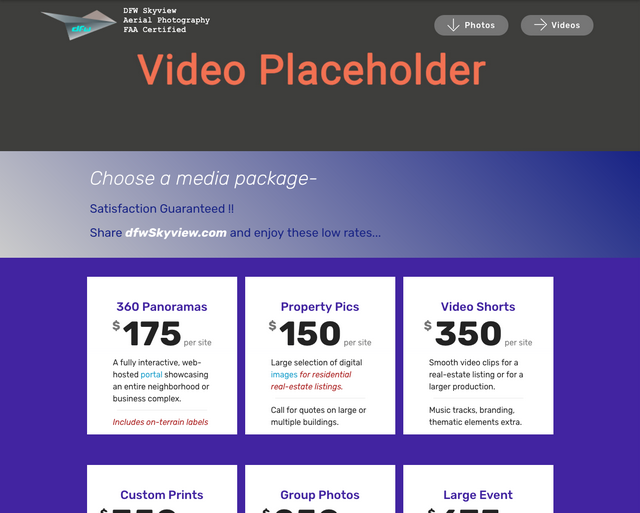 DFW Skyview
Aerial Photography
FAA Certified
dfw
Photos
Videos
Video Placeholder
Choose a media package-
Satisfaction Guaranteed !!
Share dfwSkyview.com and enjoy these low rates...
360 Panoramas
$175 per site
A fully interactive, web-
hosted portal showcasing
an entire neighborhood or
business complex.
Includes on-terrain labels
Property Pics
$150 per site
Large selection of digital
images for residential
real-estate listings.
Call for quotes on large or
multiple buildings.
Video Shorts
$350 per site
Smooth video clips for a
real-estate listing or for a
larger production.
Music tracks, branding,
thematic elements extra.
Custom Prints
Group Photos
Large Event